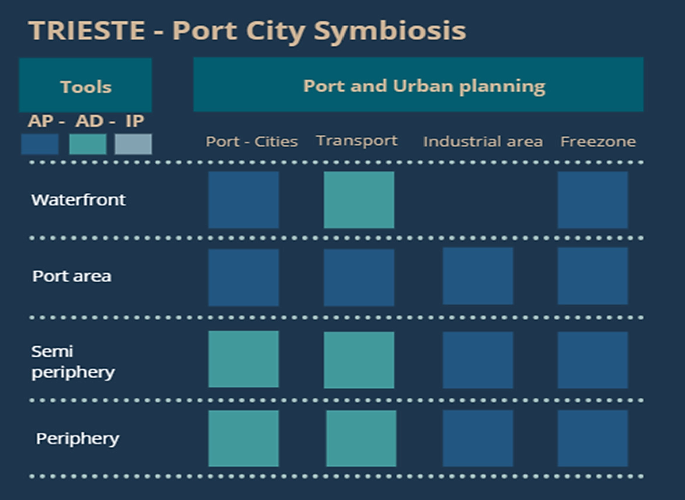 TRIESTE - Port City Symbiosis
Tools
Port and Urban planning
AP - AD - IP
Port - Cities Transport Industrial area Freezone
Waterfront
Port area
Semi
periphery
Periphery